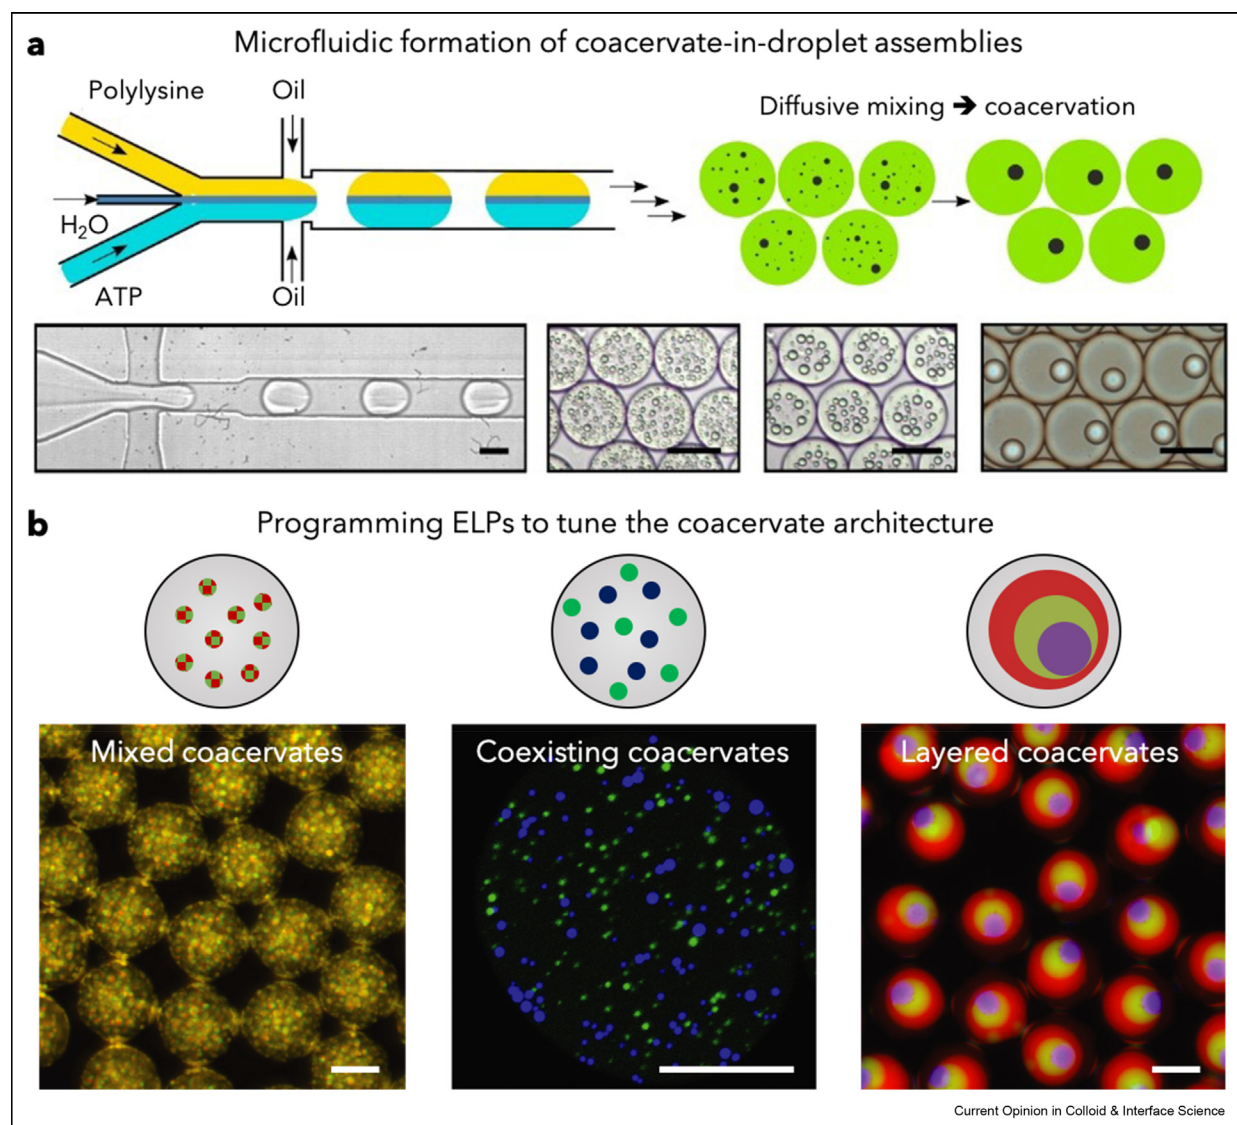 a
Microfluidic formation of coacervate-in-droplet assemblies
Polylysine
Oil
Diffusive mixing ➔ coacervation
H₂O
ATP
Oil
b
Programming ELPs to tune the coacervate architecture
Mixed coacervates
Coexisting coacervates
Layered coacervates
Current Opinion in Colloid & Interface Science